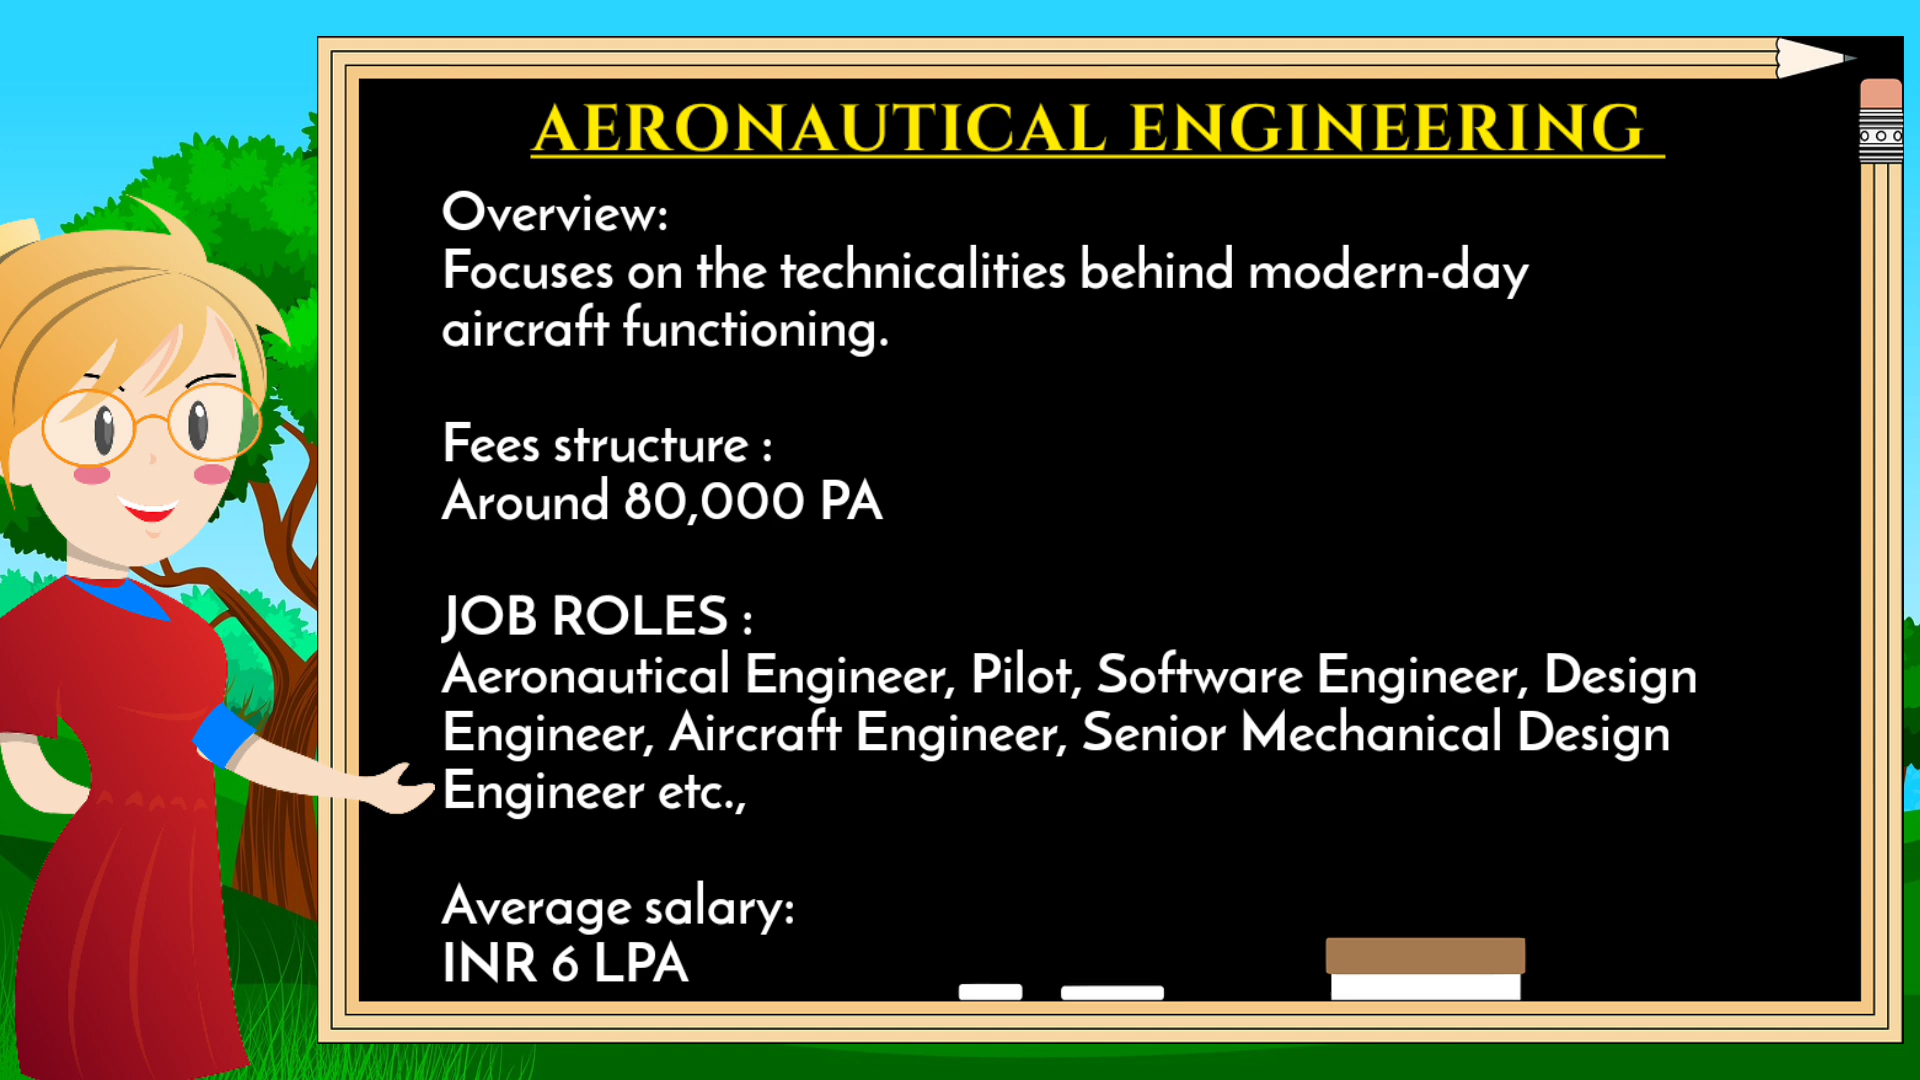 AERONAUTICAL ENGINEERING
Overview:
Focuses on the technicalities behind modern-day
aircraft functioning.
Fees structure :
Around 80,000 PA
JOB ROLES :
Aeronautical Engineer, Pilot, Software Engineer, Design
Engineer, Aircraft Engineer, Senior Mechanical Design
Engineer etc.,
Average salary:
INR 6 LPA